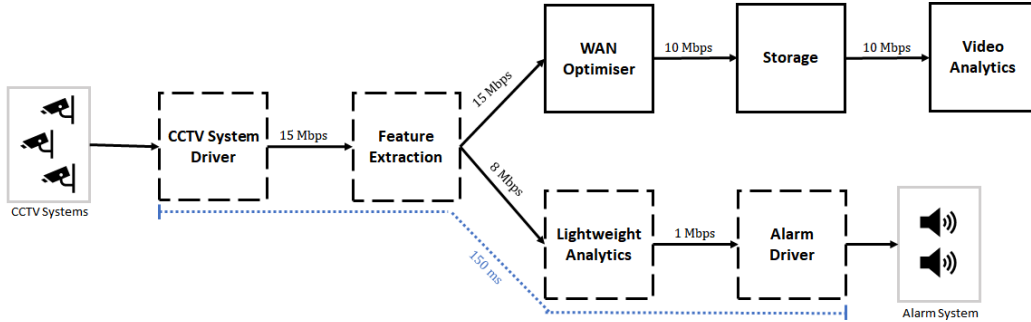 CCTV Systems
CCTV System
Driver
15 Mbps
Feature
Extraction
15 Mbps
WAN
Optimiser
10 Mbps
Storage
10 Mbps
Video
Analytics
8 Mbps
Lightweight
Analytics
1 Mbps
Alarm
Driver
Alarm System
150 ms